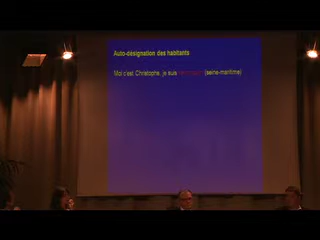 Auto-désignation des habitants
Moi c'est Christophe, je suis (seine-maritime)